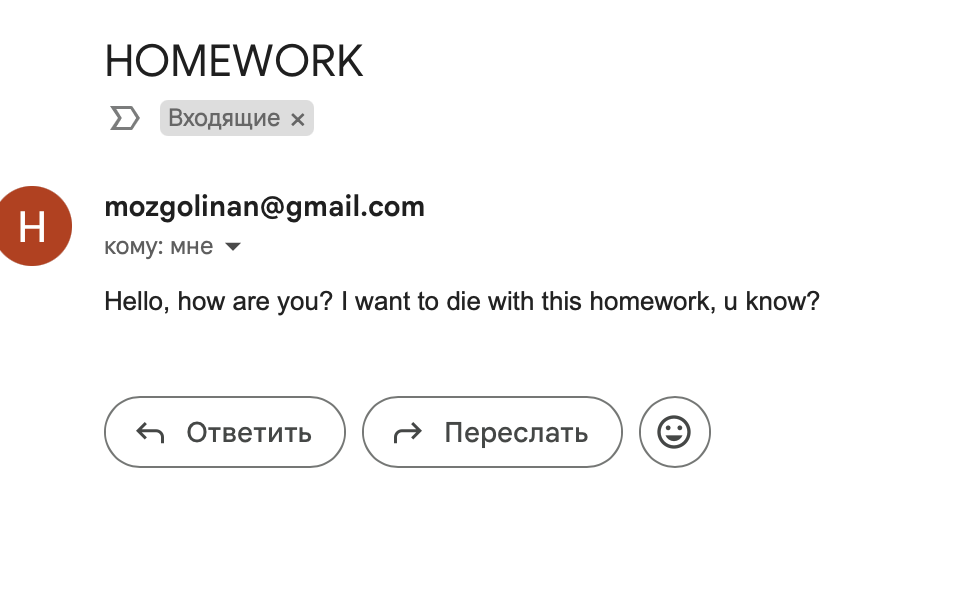 HOMEWORK
Входящие ×
H
mozgolinan@gmail.com
кому: мне
Hello, how are you? I want to die with this homework, u know?
Ответить
Переслать